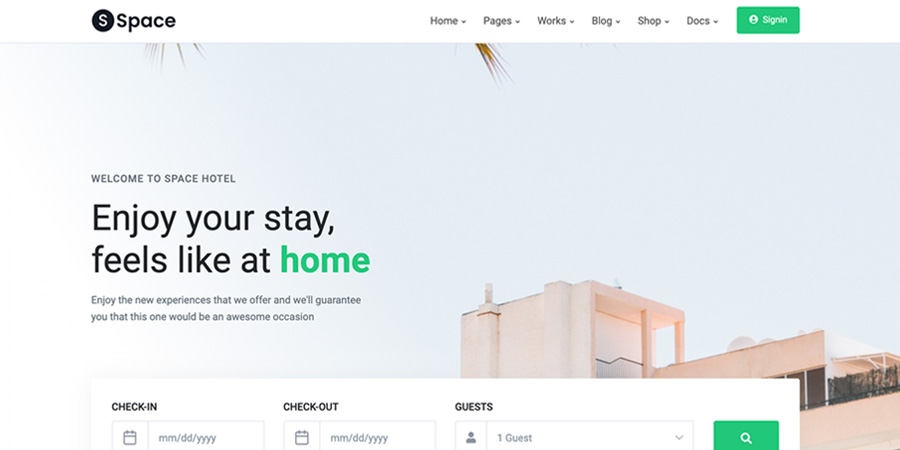 S Space
Home Pages Works Blog Shop Docs Signin
WELCOME TO SPACE HOTEL
Enjoy your stay,
feels like at home
Enjoy the new experiences that we offer and we'll guarantee
you that this one would be an awesome occasion
CHECK-IN CHECK-OUT GUESTS
mm/dd/yyyy mm/dd/yyyy 1 Guest